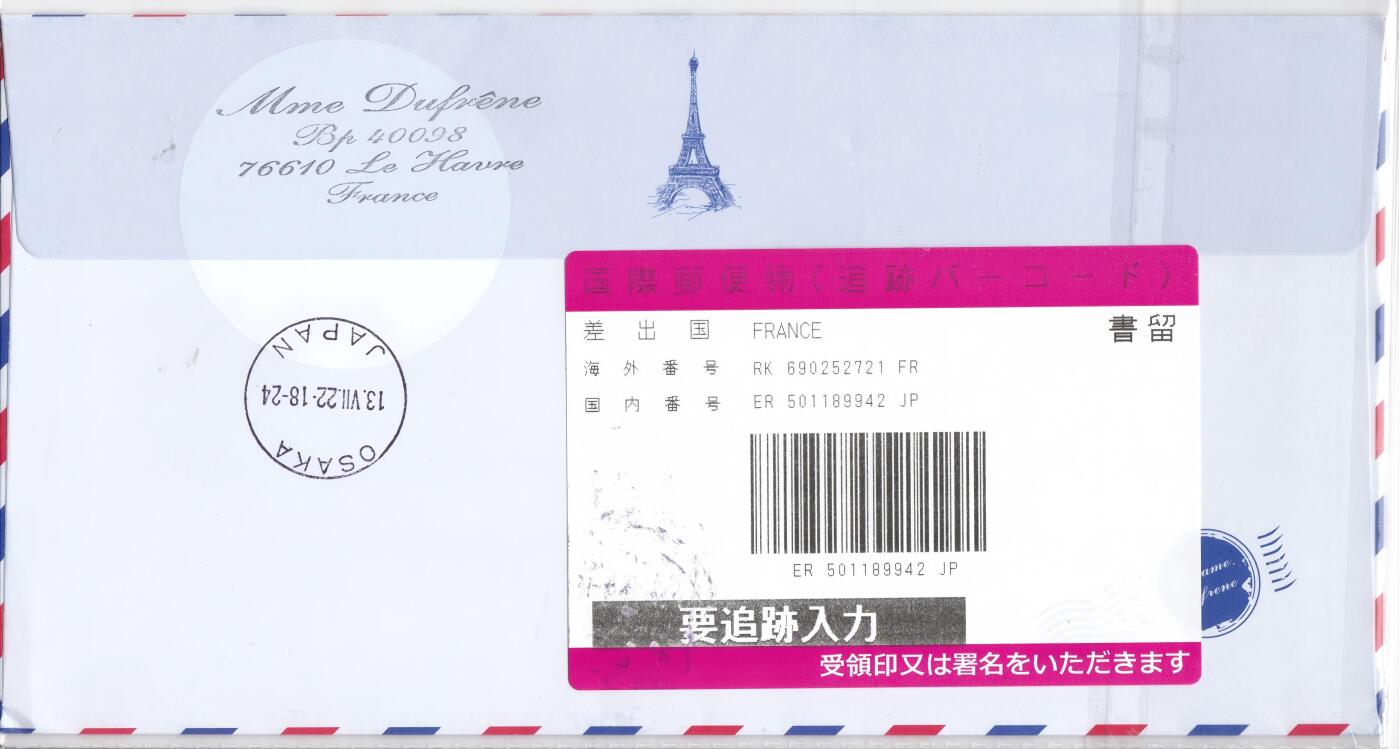 Mme Dufrêne
Bp 40098
76610 Le Havre
France
国際郵便物(追跡バーコード)
差出国 FRANCE
書留
海外番号 RK 690252721 FR
国内番号 ER 501189942 JP
ER 501189942 JP
要追跡入力
受領印又は署名をいただきます
JAPAN
13.VII.22-18-24
OSAKA
ame.
frene